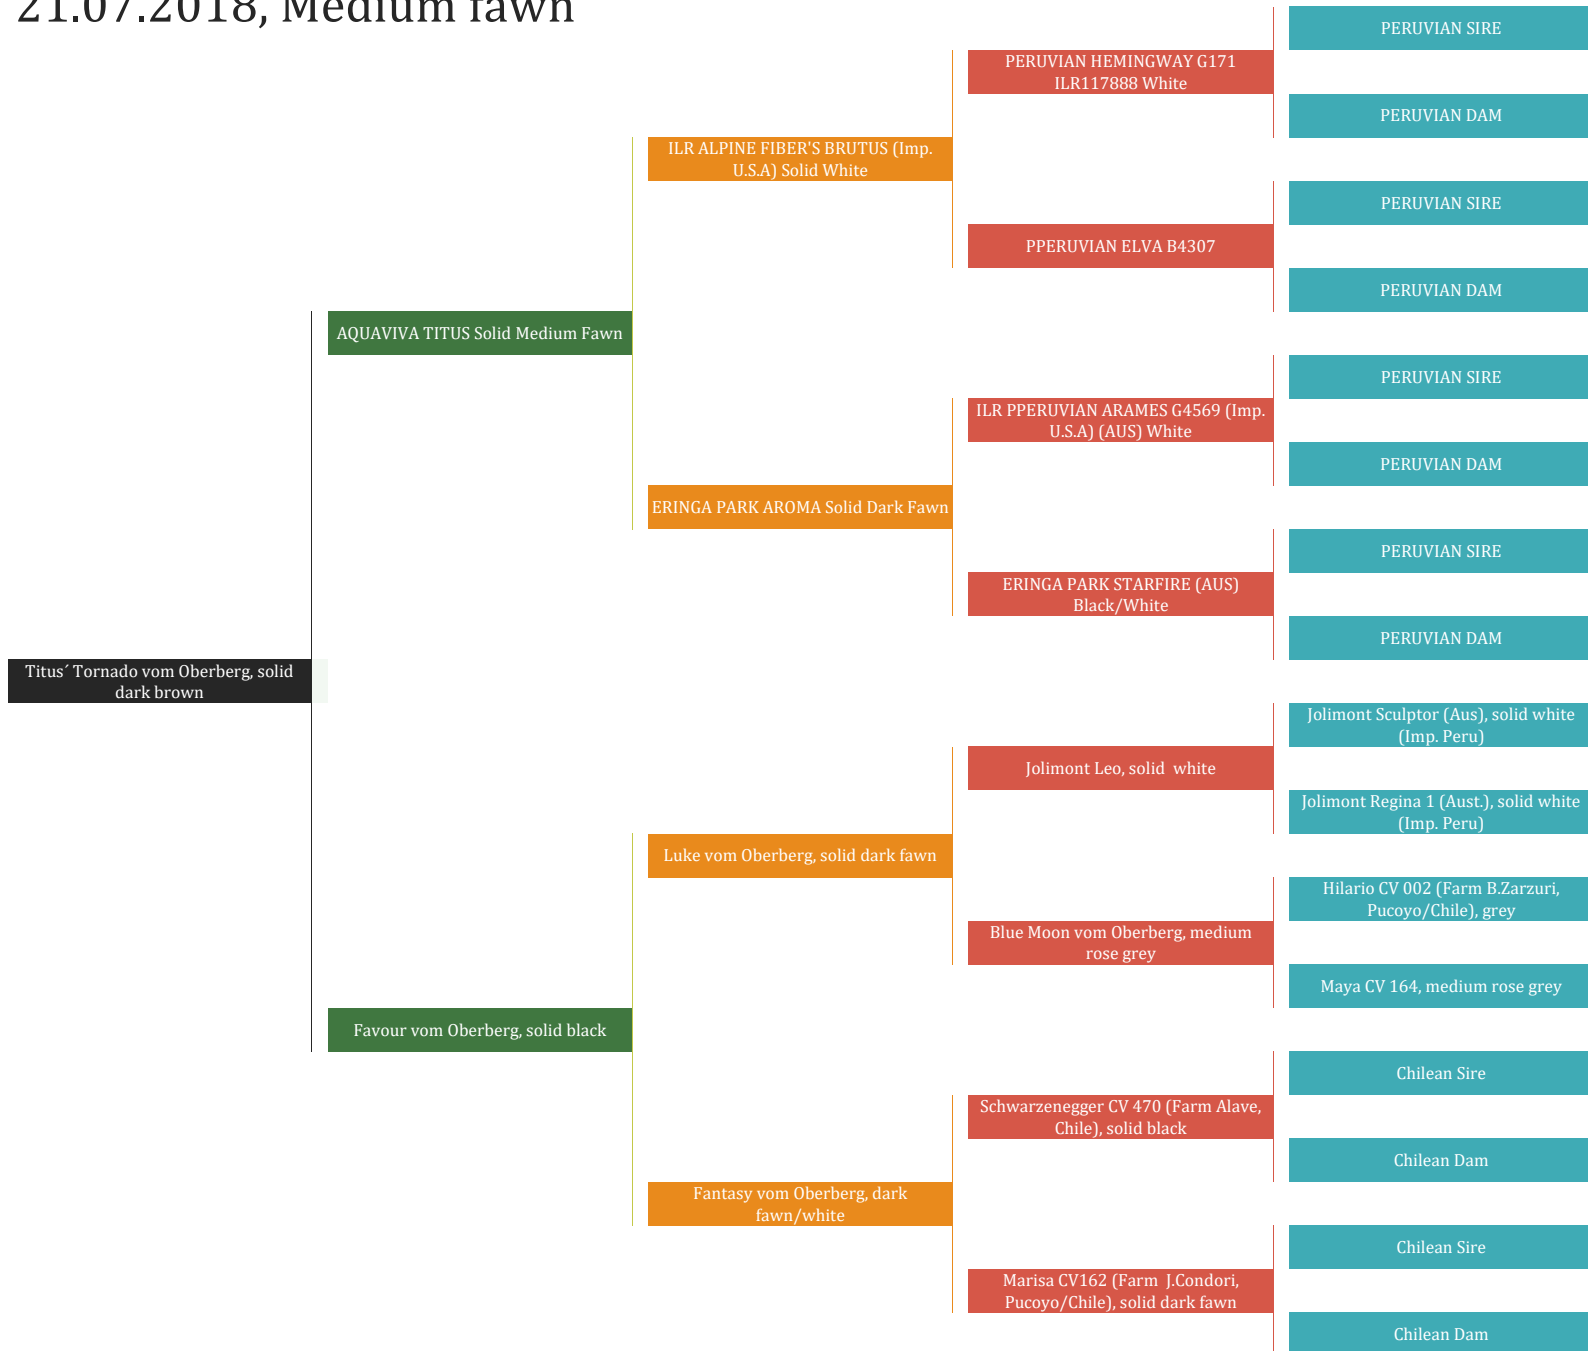 21.07.2018, Medium fawn
PERUVIAN SIRE
PERUVIAN HEMINGWAY G171
ILR117888 White
PERUVIAN DAM
ILR ALPINE FIBER'S BRUTUS (Imp.
U.S.A) Solid White
PERUVIAN SIRE
PPERUVIAN ELVA B4307
PERUVIAN DAM
AQUAVIVA TITUS Solid Medium Fawn
PERUVIAN SIRE
ILR PPERUVIAN ARAMES G4569 (Imp.
U.S.A) (AUS) White
PERUVIAN DAM
ERINGA PARK AROMA Solid Dark Fawn
PERUVIAN SIRE
ERINGA PARK STARFIRE (AUS)
Black/White
PERUVIAN DAM
Titus´ Tornado vom Oberberg, solid
dark brown
Jolimont Sculptor (Aus), solid white
(Imp. Peru)
Jolimont Leo, solid  white
Jolimont Regina 1 (Aust.), solid white
(Imp. Peru)
Luke vom Oberberg, solid dark fawn
Hilario CV 002 (Farm B.Zarzuri,
Pucoyo/Chile), grey
Blue Moon vom Oberberg, medium
rose grey
Maya CV 164, medium rose grey
Favour vom Oberberg, solid black
Chilean Sire
Schwarzenegger CV 470 (Farm Alave,
Chile), solid black
Chilean Dam
Fantasy vom Oberberg, dark
fawn/white
Chilean Sire
Marisa CV162 (Farm  J.Condori,
Pucoyo/Chile), solid dark fawn
Chilean Dam